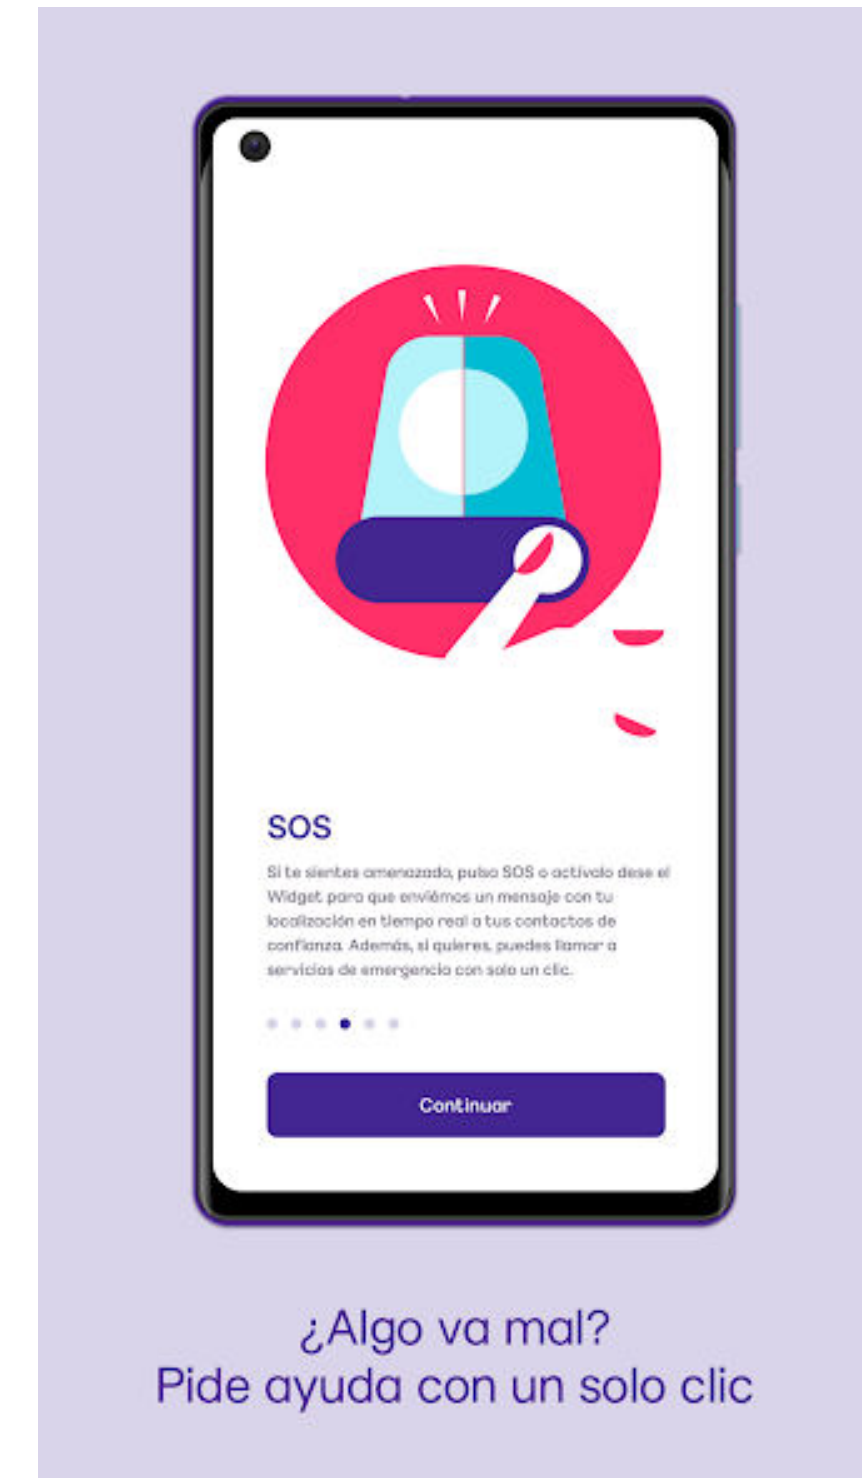 SOS
Si te sientes amenazado, pulsa SOS o actívalo dese el
Widget para que enviémos un mensaje con tu
localización en tiempo real a tus contactos de
confianza. Además, si quieres, puedes llamar a
servicios de emergencia con solo un clic.
Continuar
¿Algo va mal?
Pide ayuda con un solo clic